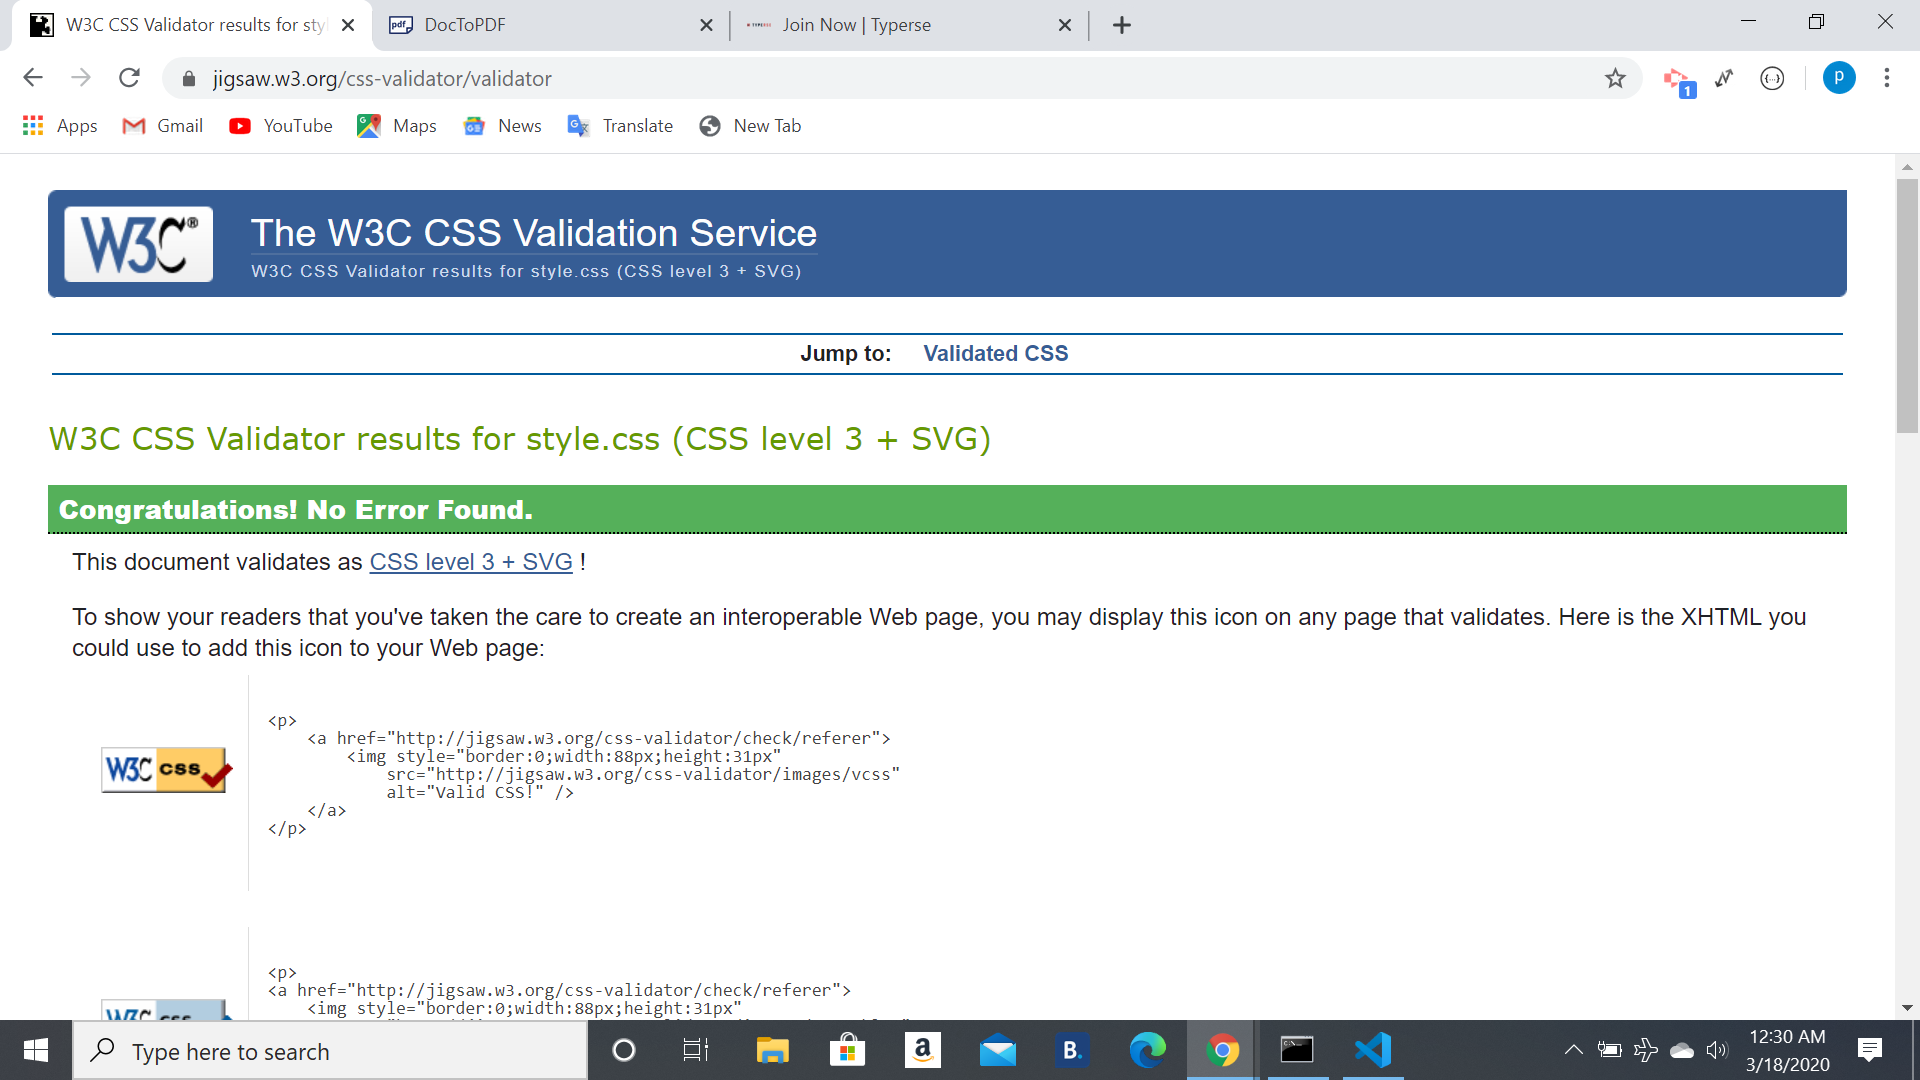 W3C CSS Validator results for sty
DocToPDF
Join Now | Typerse
jigsaw.w3.org/css-validator/validator
1
p
Apps
Gmail
YouTube
Maps
News
Translate
New Tab
W3C®
The W3C CSS Validation Service
W3C CSS Validator results for style.css (CSS level 3 + SVG)
Jump to: Validated CSS
W3C CSS Validator results for style.css (CSS level 3 + SVG)
Congratulations! No Error Found.
This document validates as CSS level 3 + SVG !
To show your readers that you've taken the care to create an interoperable Web page, you may display this icon on any page that validates. Here is the XHTML you
could use to add this icon to your Web page:
W3C css
<p>
<a href="http://jigsaw.w3.org/css-validator/check/referer">
<img style="border:0;width:88px;height:31px"
src="http://jigsaw.w3.org/css-validator/images/vcss"
alt="Valid CSS!" />
</a>
</p>
W3C css
<p>
<a href="http://jigsaw.w3.org/css-validator/check/referer">
<img style="border:0;width:88px;height:31px"
Type here to search
12:30 AM
3/18/2020